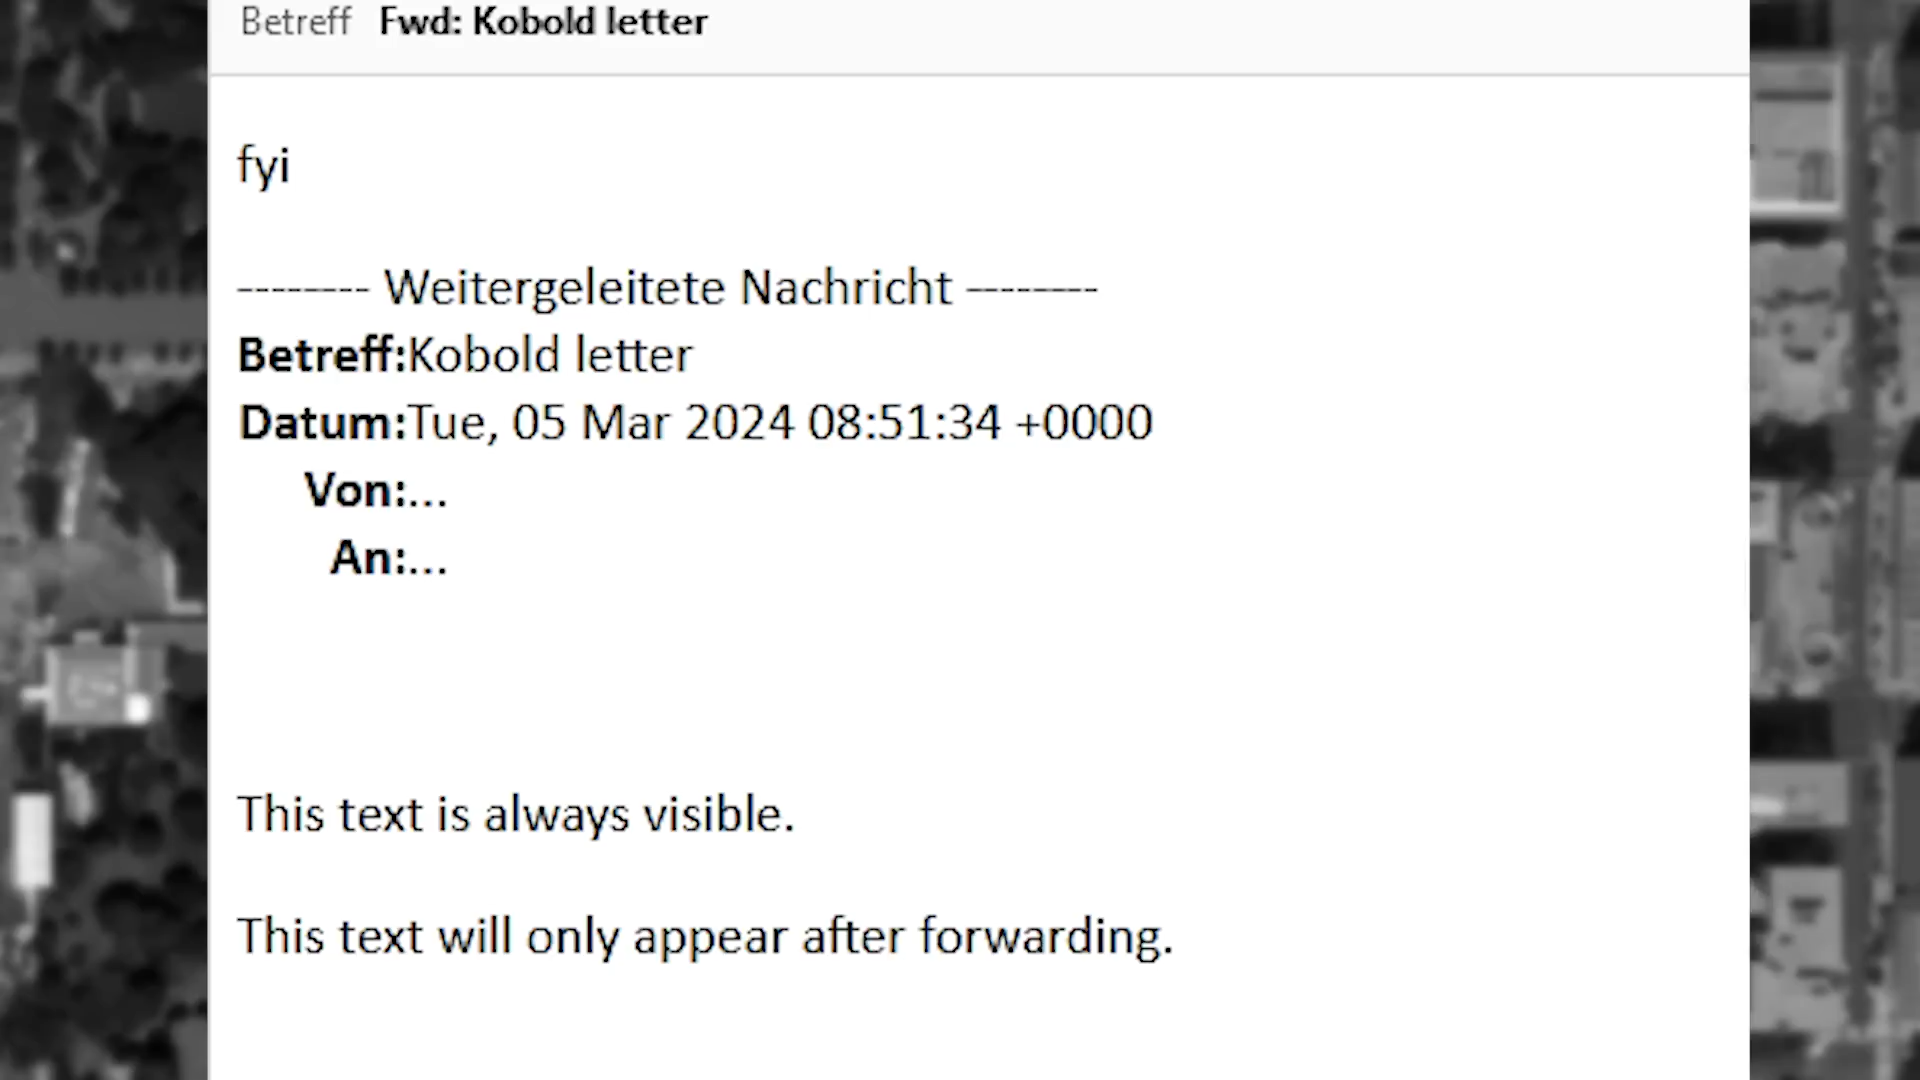 Betreff Fwd: Kobold letter
fyi
-------- Weitergeleitete Nachricht --------
Betreff:Kobold letter
Datum:Tue, 05 Mar 2024 08:51:34 +0000
Von:...
An:...
This text is always visible.
This text will only appear after forwarding.